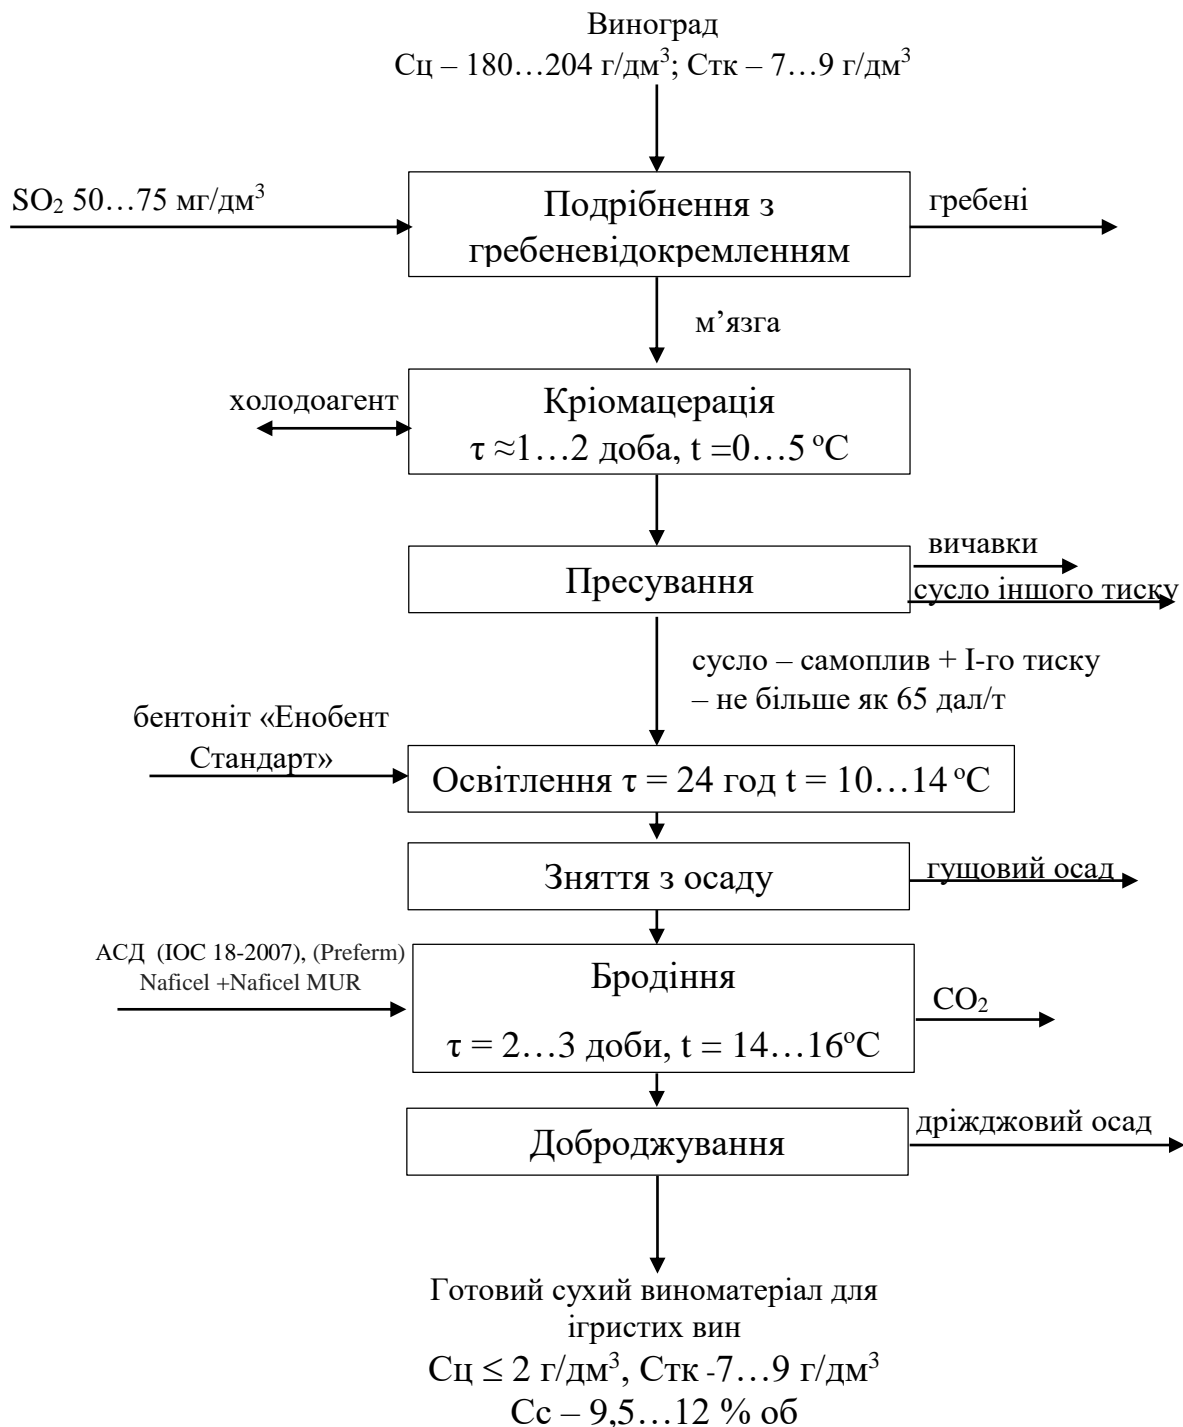 Виноград
Сц – 180…204 г/дм³; Стк – 7…9 г/дм³
SO₂ 50…75 мг/дм³
Подрібнення з
гребеневідокремленням
гребені
м’язга
холодоагент
Кріомацерація
τ ≈1…2 доба, t =0…5 ºС
Пресування
вичавки
сусло іншого тиску
сусло – самоплив + І-го тиску
– не більше як 65 дал/т
бентоніт «Енобент
Стандарт»
Освітлення τ = 24 год t = 10…14 ºС
Зняття з осаду
гущовий осад
АСД (IOC 18-2007), (Preferm)
Naficel +Naficel MUR
Бродіння
τ = 2…3 доби, t = 14…16ºС
CO₂
Доброджування
дріжджовий осад
Готовий сухий виноматеріал для
ігристих вин
Сц ≤ 2 г/дм³, Стк -7…9 г/дм³
Сс – 9,5…12 % об